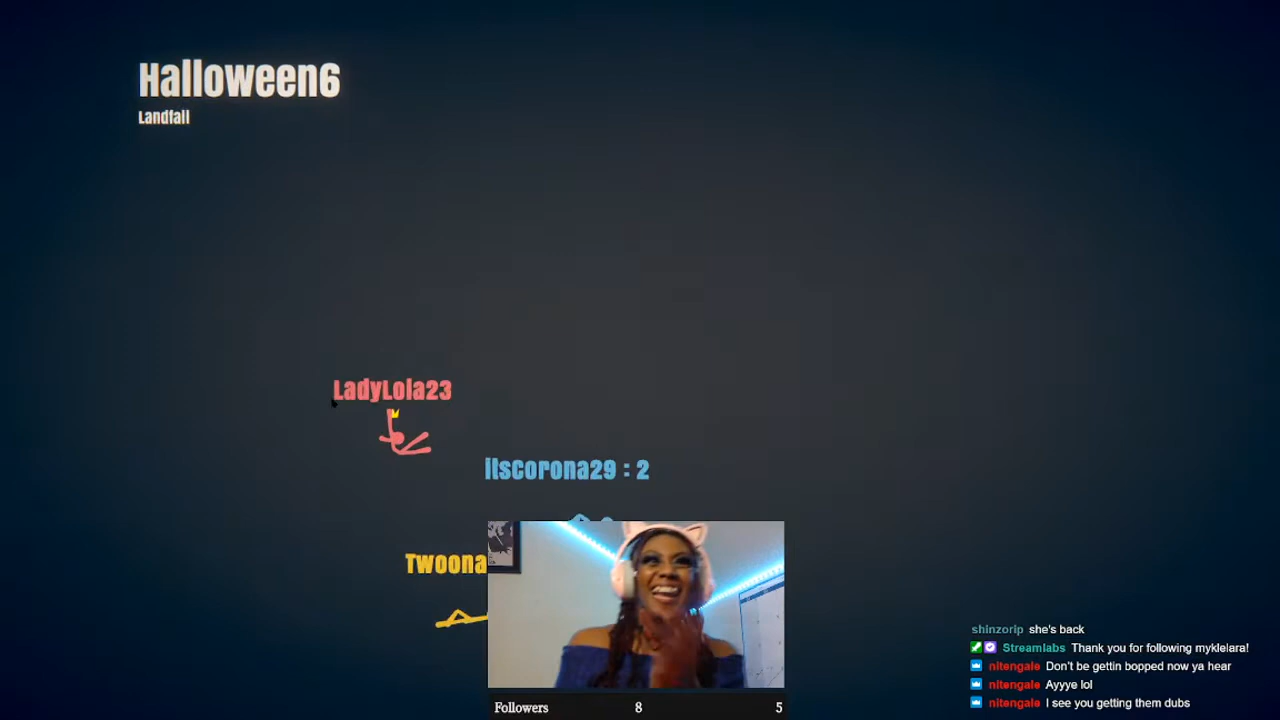 Halloween6
Landfall
LadyLola23
itsCorona29 : 2
Twoona
shinzorip she's back
Streamlabs Thank you for following myklelara!
nitengale Don't be gettin bopped now ya hear
nitengale Ayyye lol
nitengale I see you getting them dubs
Followers 8 5